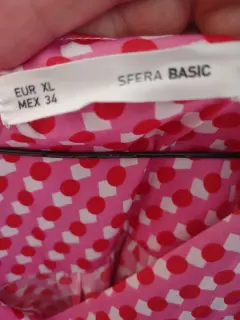 SFERA BASIC
EUR XL
MEX 34